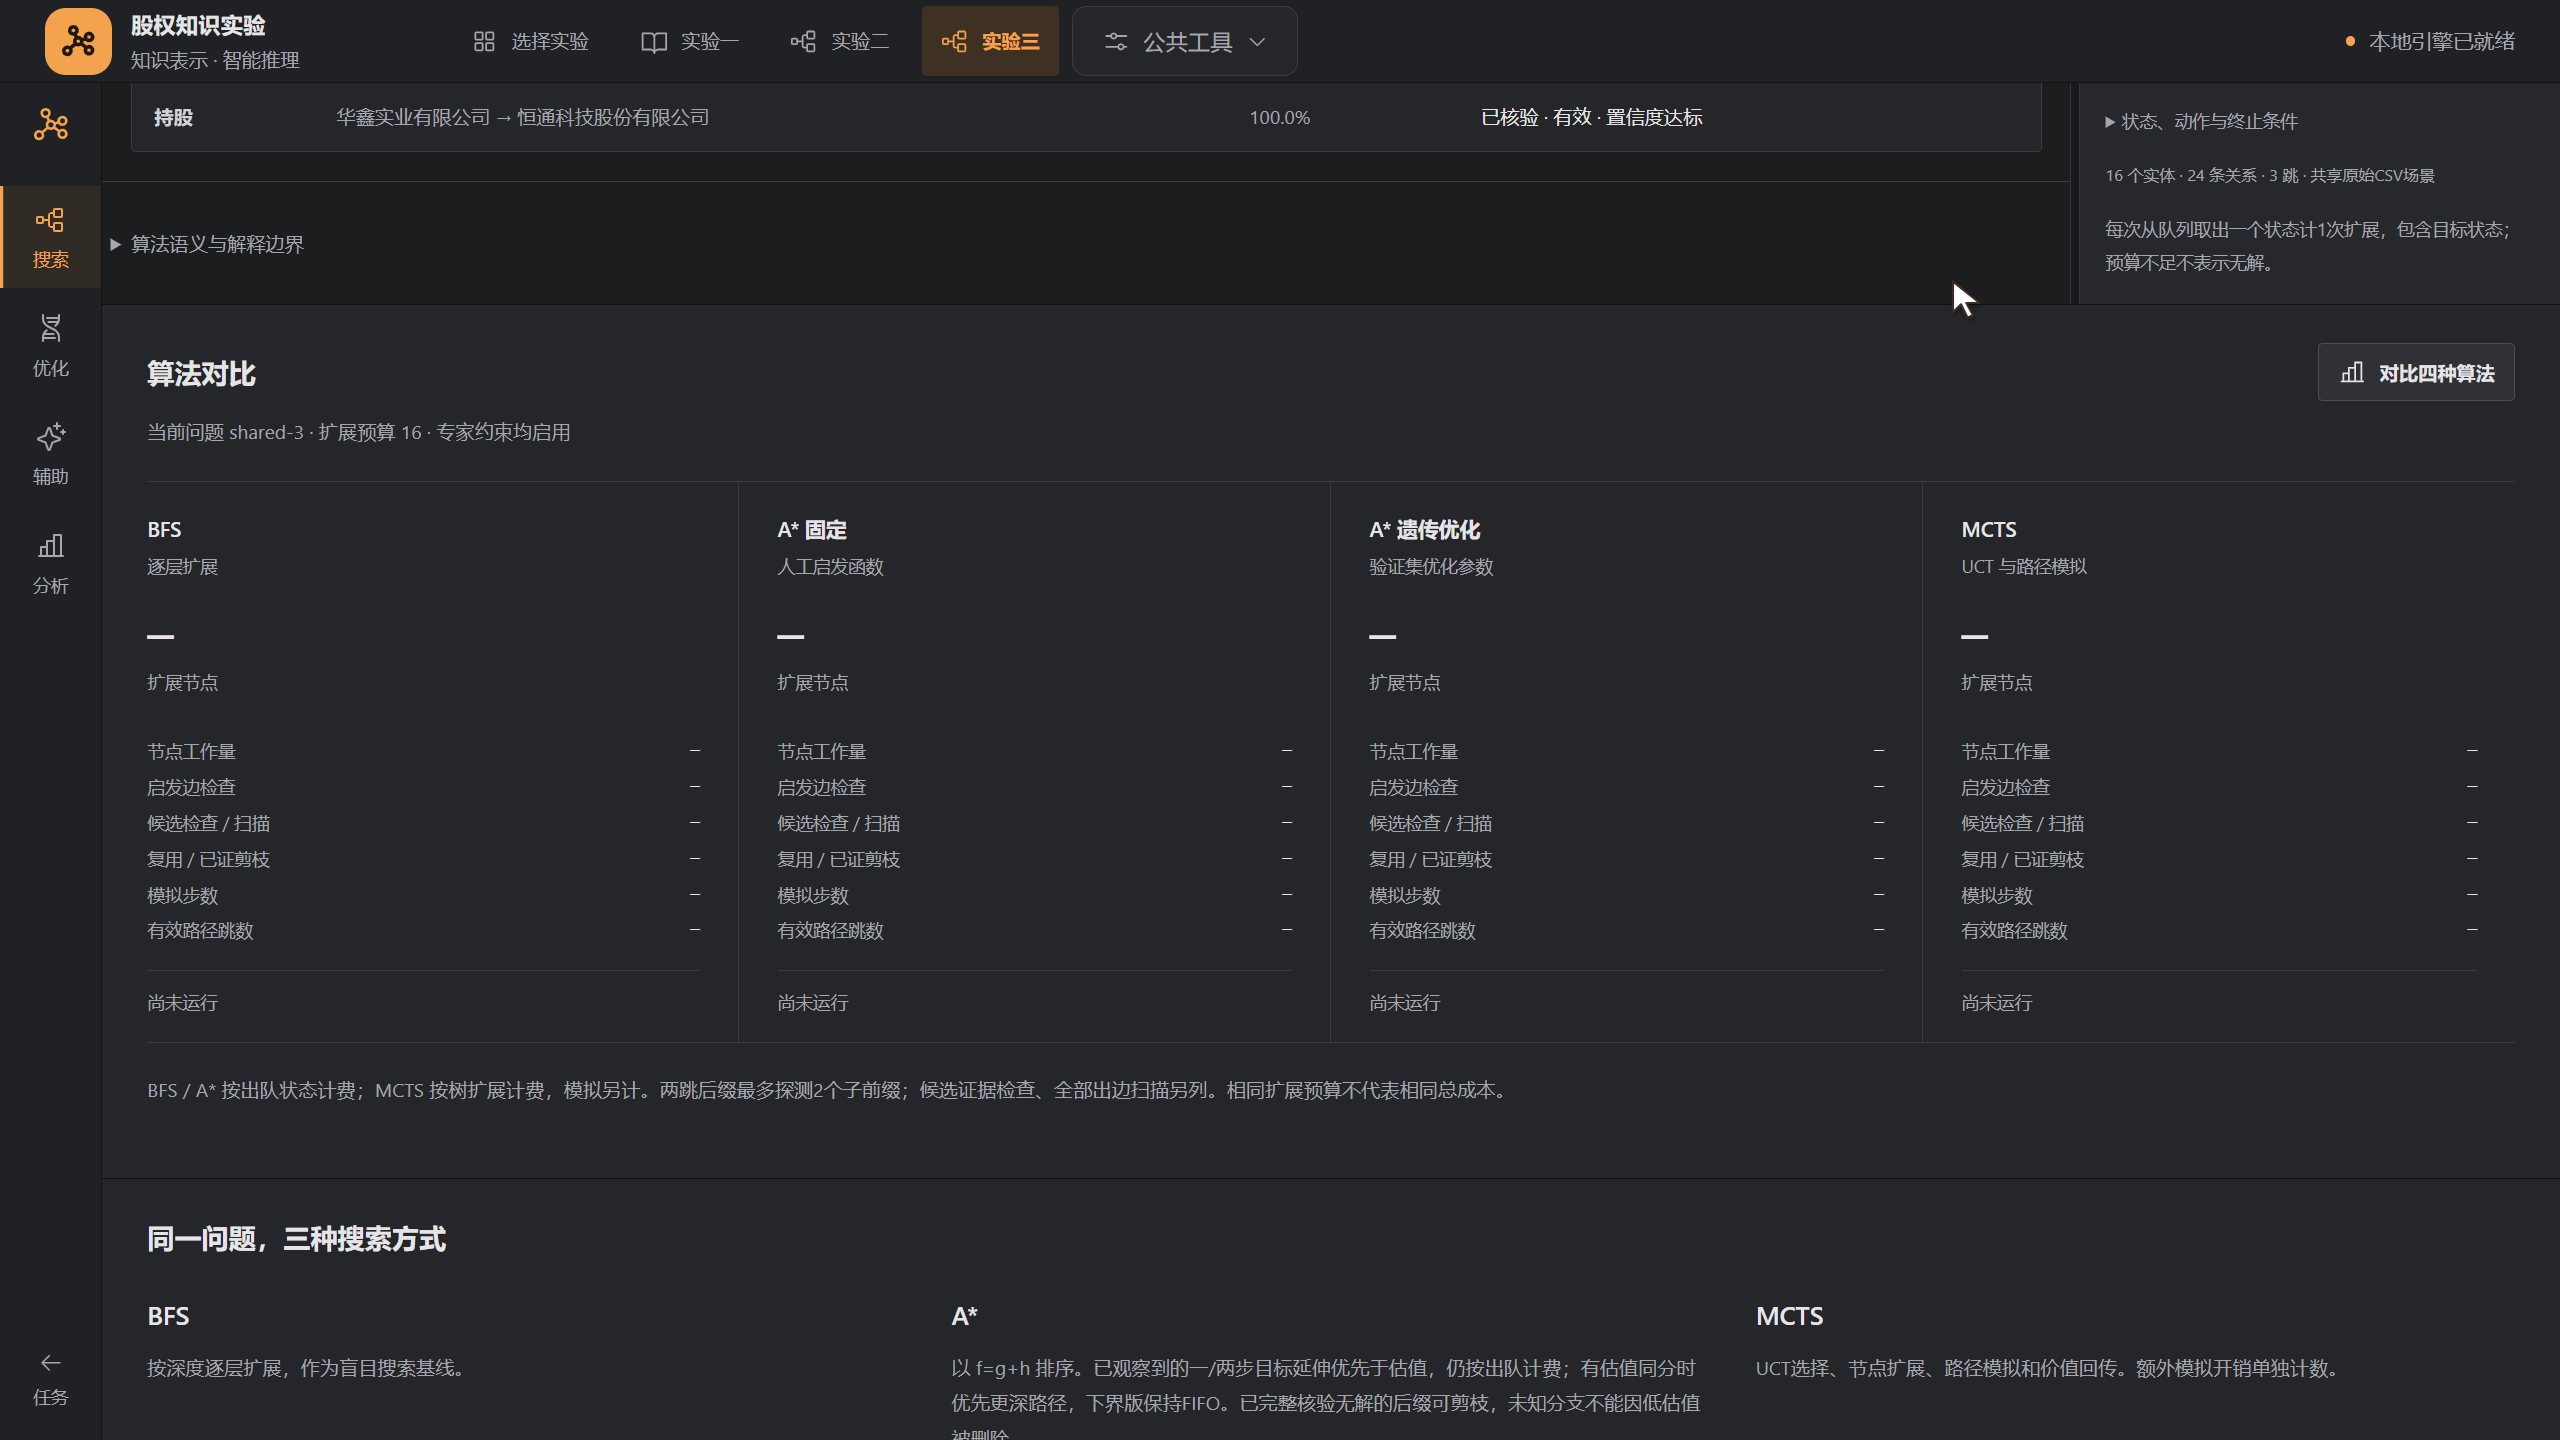 股权知识实验
知识表示 · 智能推理
选择实验
实验一
实验二
实验三
公共工具
本地引擎已就绪
搜索
优化
辅助
分析
任务
持股
华鑫实业有限公司 → 恒通科技股份有限公司
100.0%
已核验 · 有效 · 置信度达标
算法语义与解释边界
状态、动作与终止条件
16 个实体 · 24 条关系 · 3 跳 · 共享原始CSV场景
每次从队列取出一个状态计1次扩展，包含目标状态；
预算不足不表示无解。
算法对比
对比四种算法
当前问题 shared-3 · 扩展预算 16 · 专家约束均启用
BFS
逐层扩展
—
扩展节点
节点工作量 –
启发边检查 –
候选检查 / 扫描 –
复用 / 已证剪枝 –
模拟步数 –
有效路径跳数 –
尚未运行
A* 固定
人工启发函数
—
扩展节点
节点工作量 –
启发边检查 –
候选检查 / 扫描 –
复用 / 已证剪枝 –
模拟步数 –
有效路径跳数 –
尚未运行
A* 遗传优化
验证集优化参数
—
扩展节点
节点工作量 –
启发边检查 –
候选检查 / 扫描 –
复用 / 已证剪枝 –
模拟步数 –
有效路径跳数 –
尚未运行
MCTS
UCT 与路径模拟
—
扩展节点
节点工作量 –
启发边检查 –
候选检查 / 扫描 –
复用 / 已证剪枝 –
模拟步数 –
有效路径跳数 –
尚未运行
BFS / A* 按出队状态计费；MCTS 按树扩展计费，模拟另计。两跳后缀最多探测2个子前缀；候选证据检查、全部出边扫描另列。相同扩展预算不代表相同总成本。
同一问题，三种搜索方式
BFS
按深度逐层扩展，作为盲目搜索基线。
A*
以 f=g+h 排序。已观察到的一/两步目标延伸优先于估值，仍按出队计费；有估值同分时
优先更深路径，下界版保持FIFO。已完整核验无解的后缀可剪枝，未知分支不能因低估值
被删除
MCTS
UCT选择、节点扩展、路径模拟和价值回传。额外模拟开销单独计数。